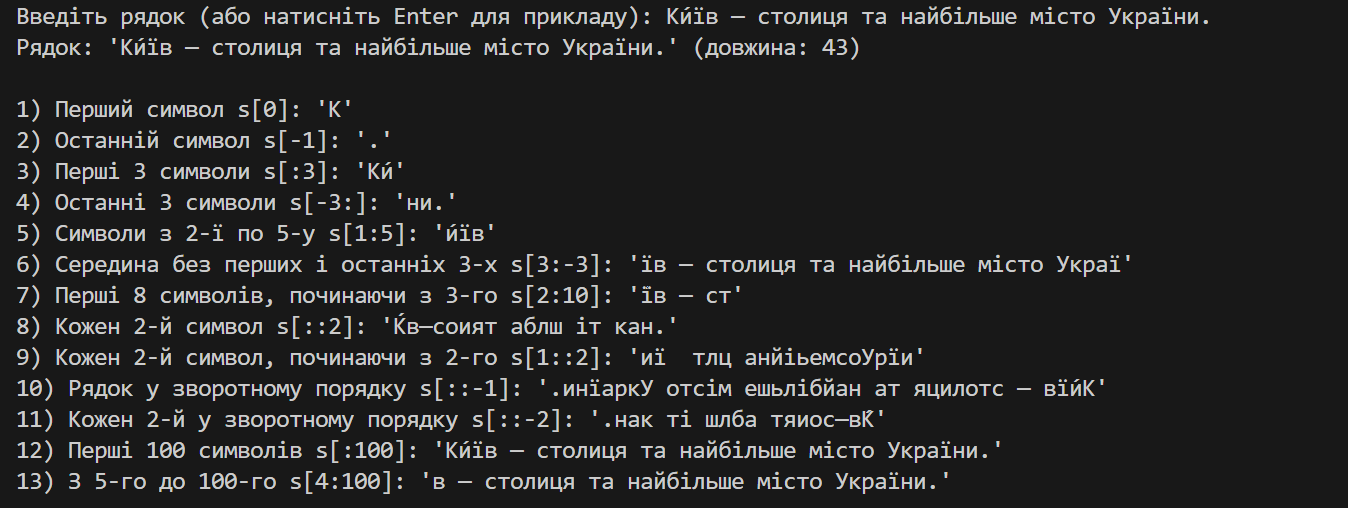 Введіть рядок (або натисніть Enter для прикладу): Ки́їв — столиця та найбільше місто України.
Рядок: 'Ки́їв — столиця та найбільше місто України.' (довжина: 43)
1) Перший символ s[0]: 'К'
2) Останній символ s[-1]: '.'
3) Перші 3 символи s[:3]: 'Ки́'
4) Останні 3 символи s[-3:]: 'ни.'
5) Символи з 2-ї по 5-у s[1:5]: 'и́їв'
6) Середина без перших і останніх 3-х s[3:-3]: 'їв — столиця та найбільше місто Украї'
7) Перші 8 символів, починаючи з 3-го s[2:10]: '́їв — ст'
8) Кожен 2-й символ s[::2]: 'Ќв—соият аблш іт кан.'
9) Кожен 2-й символ, починаючи з 2-го s[1::2]: 'иї  тлц анйіьемсоУрїи'
10) Рядок у зворотному порядку s[::-1]: '.инїаркУ отсім ешьлібйан ат яцилотс — вї́иК'
11) Кожен 2-й у зворотному порядку s[::-2]: '.нак ті шлба тяиос—в́К'
12) Перші 100 символів s[:100]: 'Ки́їв — столиця та найбільше місто України.'
13) З 5-го до 100-го s[4:100]: 'в — столиця та найбільше місто України.'